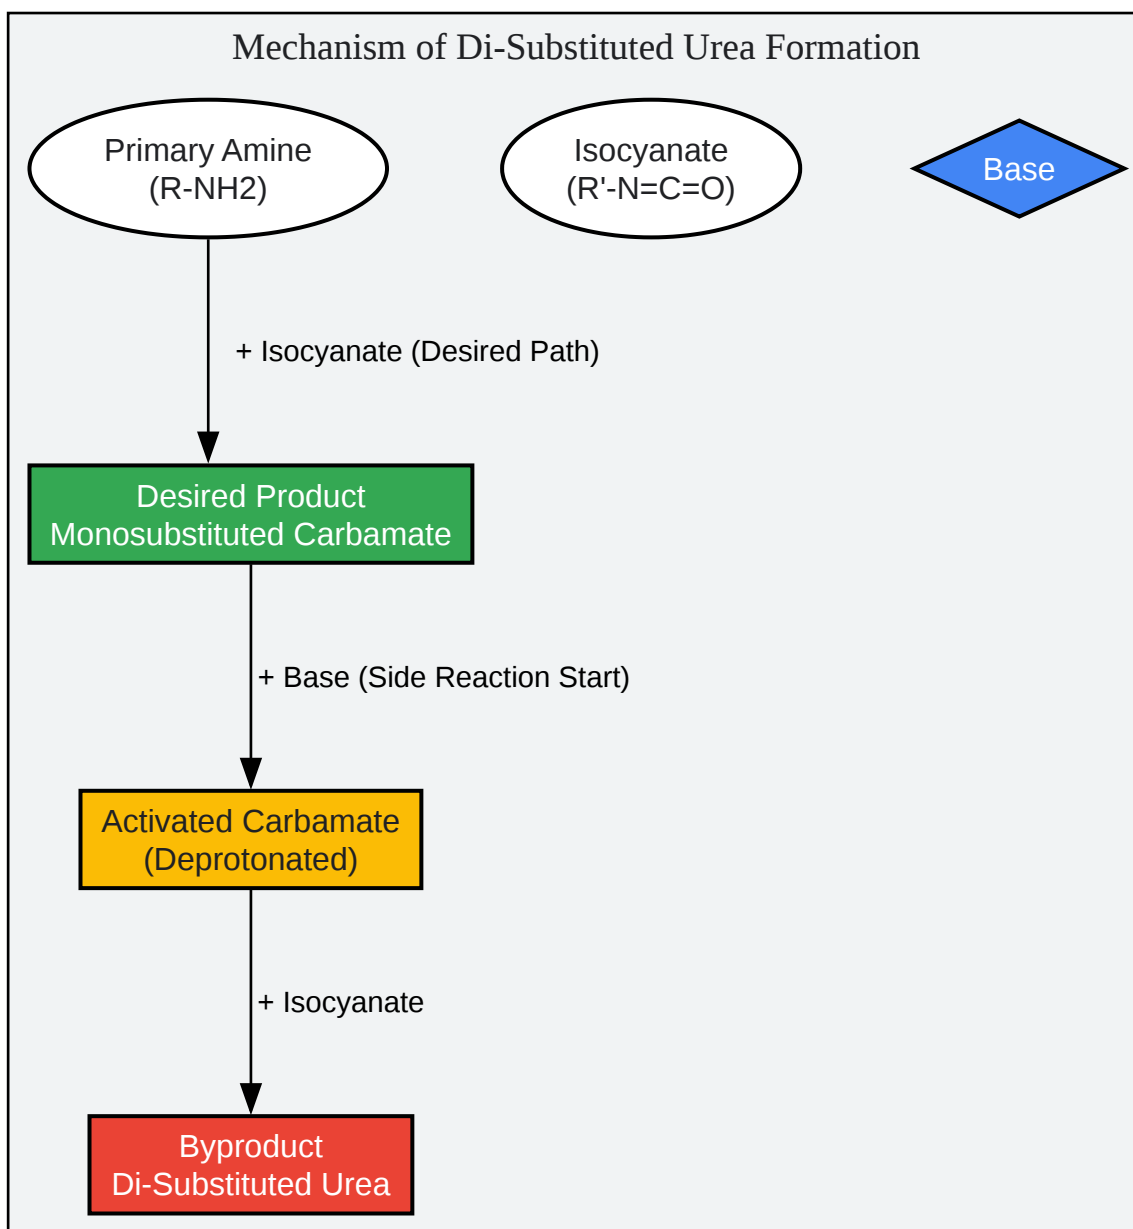 Mechanism of Di-Substituted Urea Formation
Primary Amine
(R-NH2)
Isocyanate
(R'-N=C=O)
Base
+ Isocyanate (Desired Path)
Desired Product
Monosubstituted Carbamate
+ Base (Side Reaction Start)
Activated Carbamate
(Deprotonated)
+ Isocyanate
Byproduct
Di-Substituted Urea